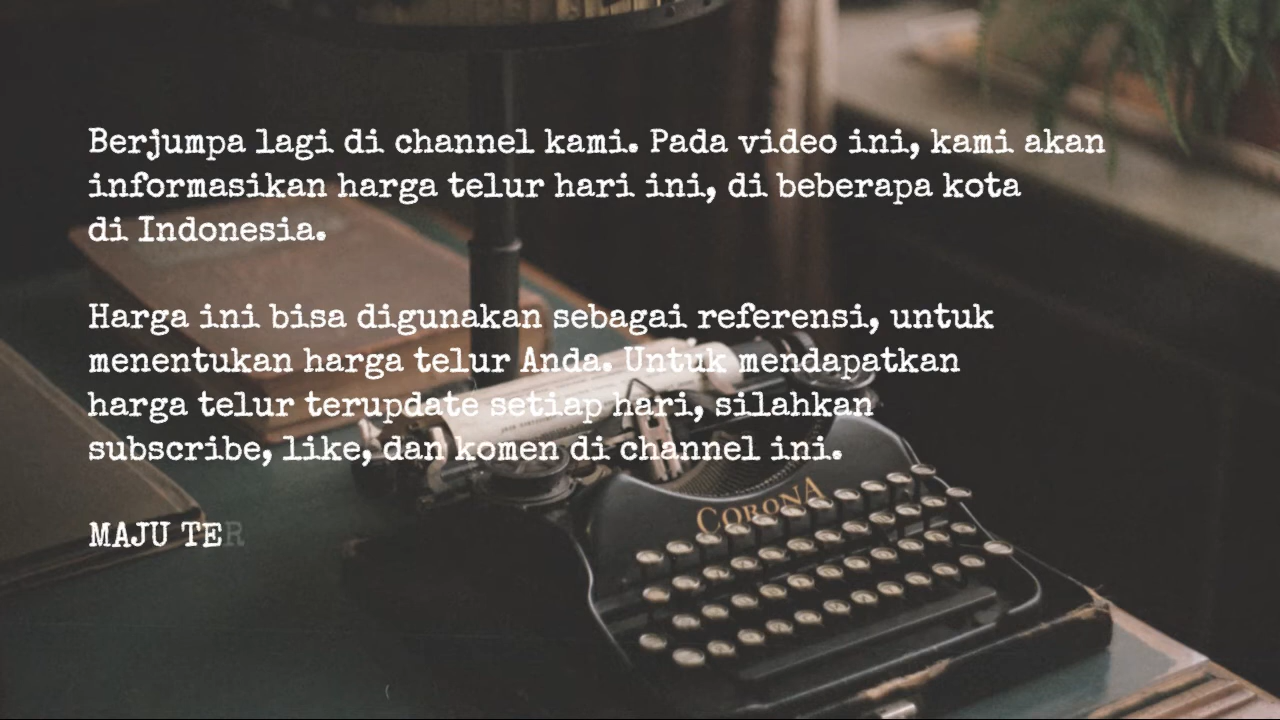 Berjumpa lagi di channel kami. Pada video ini, kami akan
informasikan harga telur hari ini, di beberapa kota
di Indonesia.
Harga ini bisa digunakan sebagai referensi, untuk
menentukan harga telur Anda. Untuk mendapatkan
harga telur terupdate setiap hari, silahkan
subscribe, like, dan komen di channel ini.
MAJU TER
CORONA